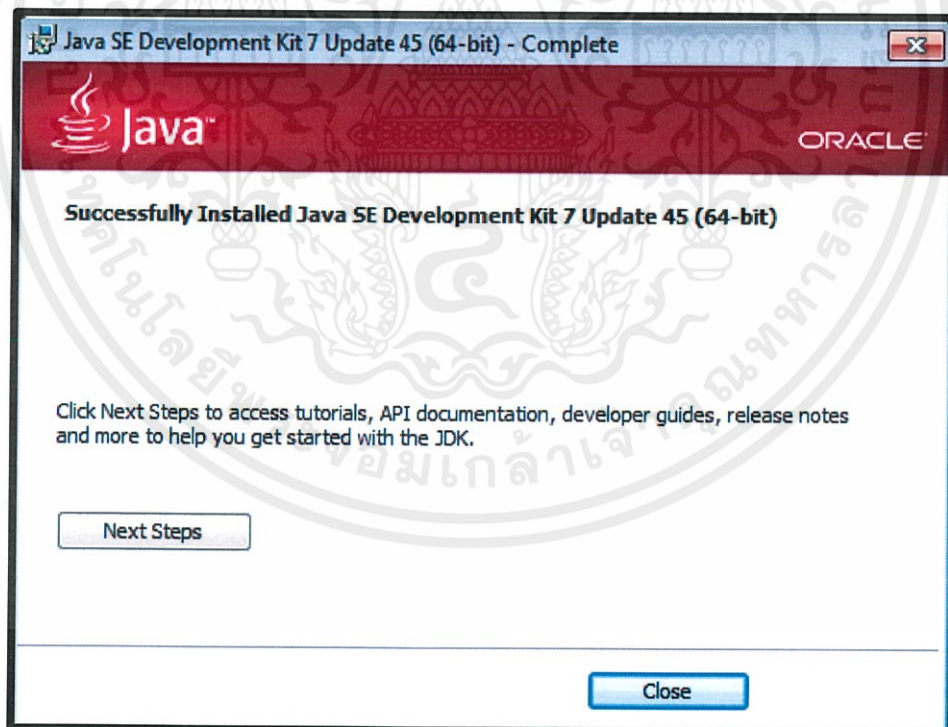 Java SE Development Kit 7 Update 45 (64-bit) - Complete
Java™
ORACLE
Successfully Installed Java SE Development Kit 7 Update 45 (64-bit)
Click Next Steps to access tutorials, API documentation, developer guides, release notes
and more to help you get started with the JDK.
Next Steps
Close